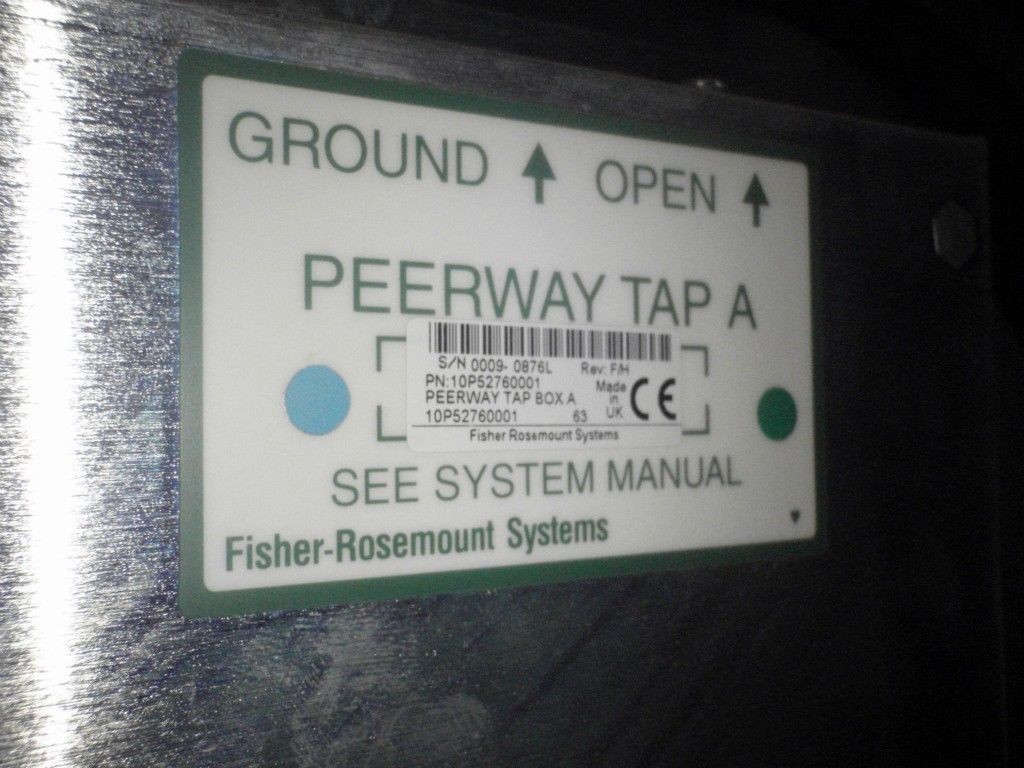 GROUND OPEN
PEERWAY TAP A
S/N 0009- 0876L Rev: F/H
PN:10P52760001
PEERWAY TAP BOX A
10P52760001 63
Made
in
UK
CE
Fisher Rosemount Systems
SEE SYSTEM MANUAL
Fisher-Rosemount Systems